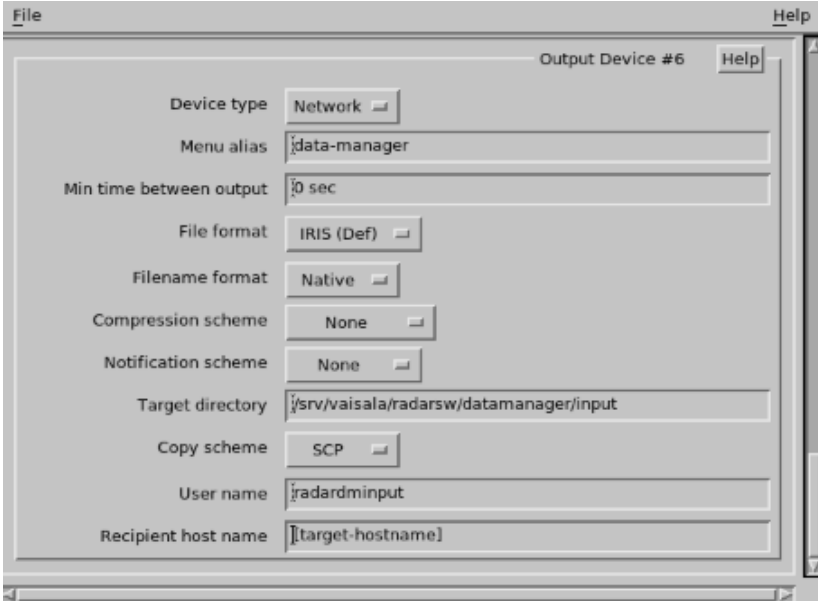 File Help
Output Device #6 Help
Device type Network
Menu alias data-manager
Min time between output 0 sec
File format IRIS (Def)
Filename format Native
Compression scheme None
Notification scheme None
Target directory /srv/vaisala/radarsw/datamanager/input
Copy scheme SCP
User name radardminput
Recipient host name [target-hostname]